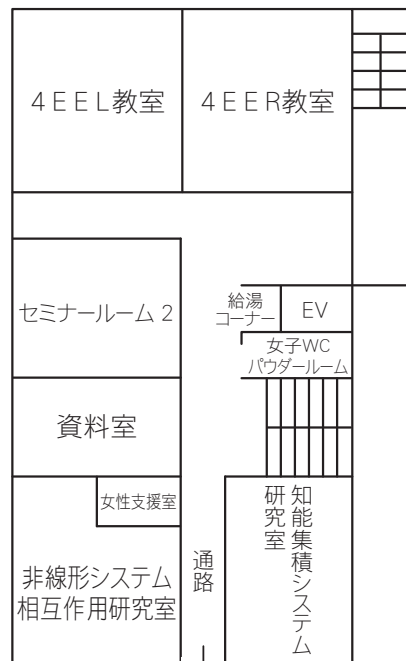 4EEL教室
4EER教室
セミナールーム 2
給湯
コーナー
EV
女子WC
パウダールーム
資料室
女性支援室
非線形システム
相互作用研究室
通路
知能集積システム
研究室